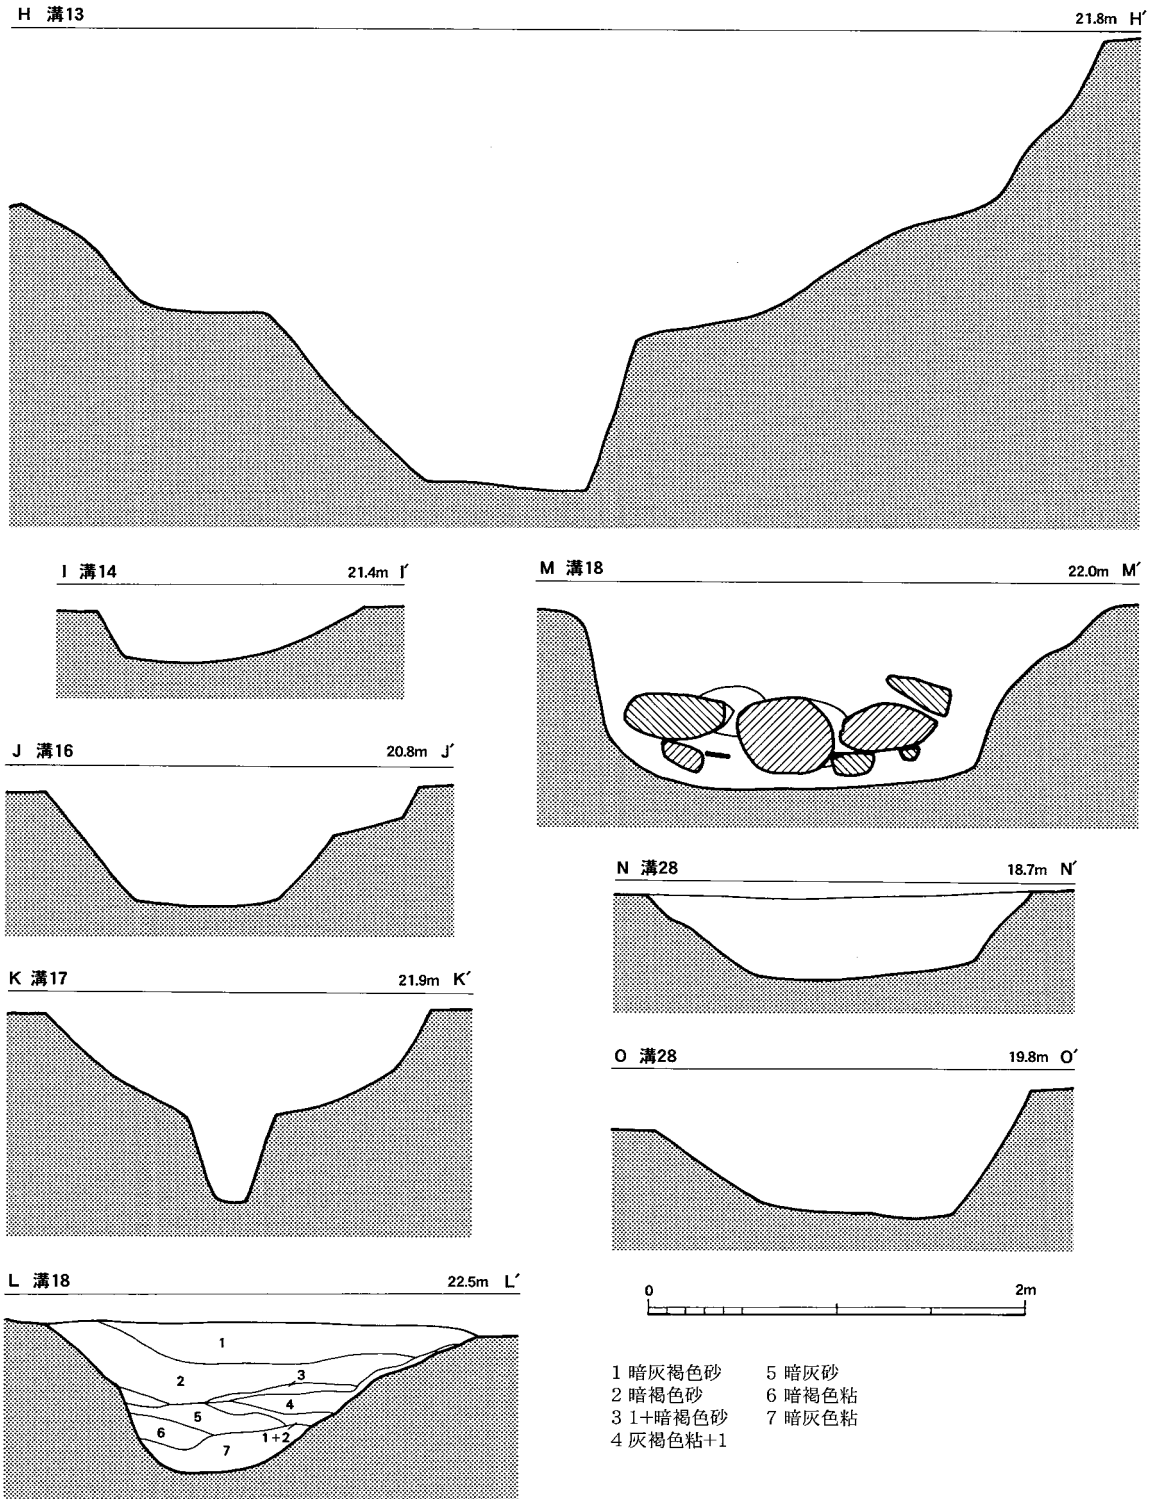 H 溝13 21.8m H′
I 溝14 21.4m I′
M 溝18 22.0m M′
J 溝16 20.8m J′
N 溝28 18.7m N′
K 溝17 21.9m K′
O 溝28 19.8m O′
L 溝18 22.5m L′
1
2
3
4
5
6
1+2
7
0 2m
1 暗灰褐色砂 5 暗灰砂
2 暗褐色砂 6 暗褐色粘
3 1+暗褐色砂 7 暗灰色粘
4 灰褐色粘+1